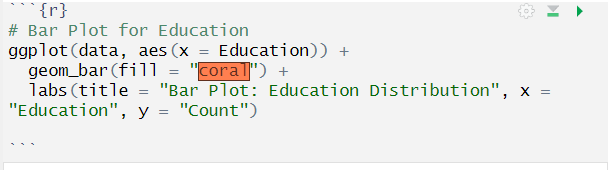 ```{r}
# Bar Plot for Education
ggplot(data, aes(x = Education)) +
  geom_bar(fill = "coral") +
  labs(title = "Bar Plot: Education Distribution", x =
"Education", y = "Count")
```